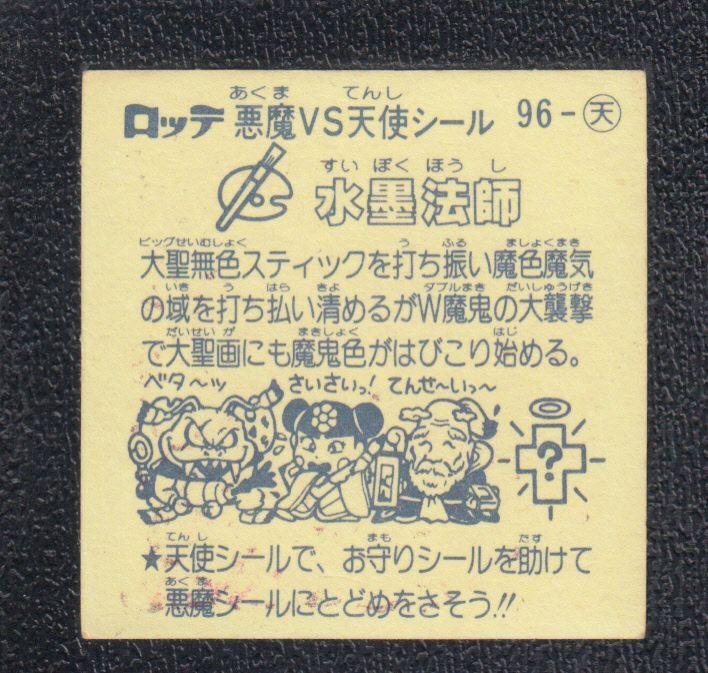 ロッテ 悪魔VS天使シール 96-天
あくま てんし
水墨法師
すいぼくほうし
大聖無色スティックを打ち振い魔色魔気
ビッグせいむしょく う ふる ましょくまき
の域を打ち払い清めるがW魔鬼の大襲撃
いき う はら きよ ダブルまき だいしゅうげき
で大聖画にも魔鬼色がはびこり始める。
だいせいが まきしょく はじ
ベタ〜ッ さいさいっ! てんせ〜いっ〜
?
★天使シールで、お守りシールを助けて
てんし まも たす
悪魔シールにとどめをさそう!!
あくま